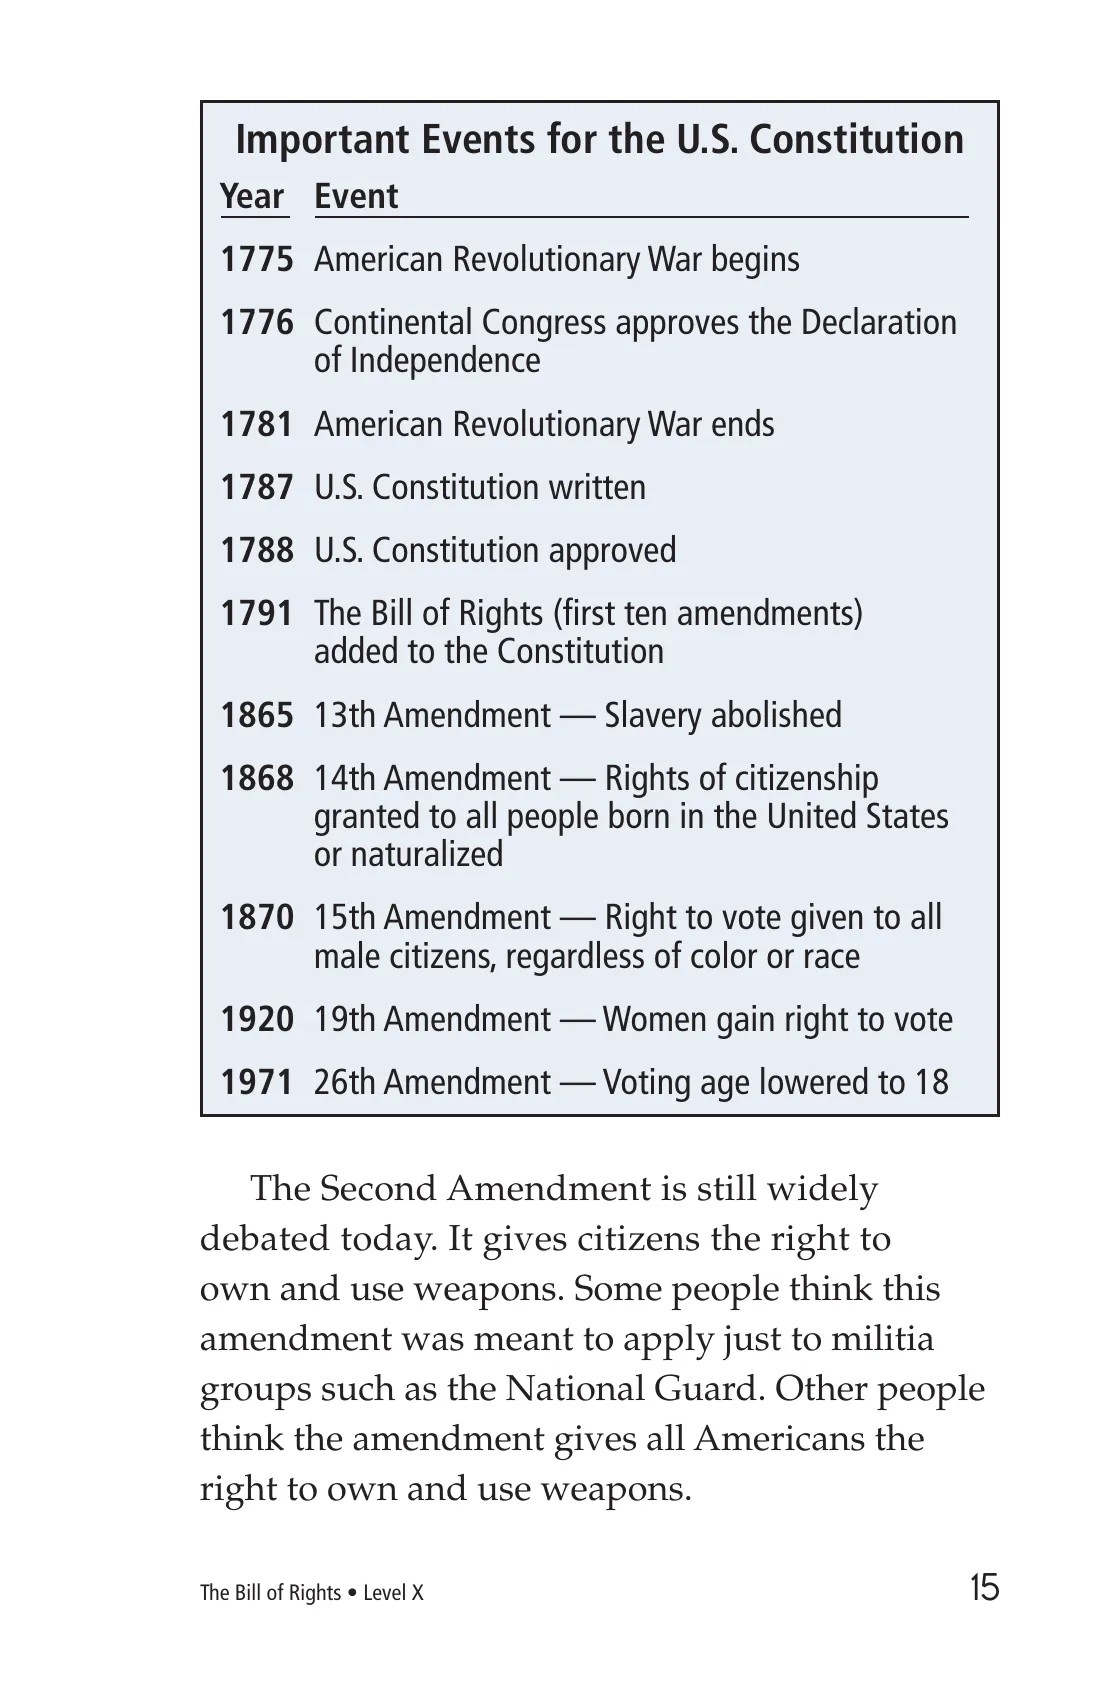 Important Events for the U.S. Constitution
Year Event
1775 American Revolutionary War begins
1776 Continental Congress approves the Declaration
of Independence
1781 American Revolutionary War ends
1787 U.S. Constitution written
1788 U.S. Constitution approved
1791 The Bill of Rights (first ten amendments)
added to the Constitution
1865 13th Amendment — Slavery abolished
1868 14th Amendment — Rights of citizenship
granted to all people born in the United States
or naturalized
1870 15th Amendment — Right to vote given to all
male citizens, regardless of color or race
1920 19th Amendment — Women gain right to vote
1971 26th Amendment — Voting age lowered to 18
The Second Amendment is still widely
debated today. It gives citizens the right to
own and use weapons. Some people think this
amendment was meant to apply just to militia
groups such as the National Guard. Other people
think the amendment gives all Americans the
right to own and use weapons.
The Bill of Rights • Level X 15